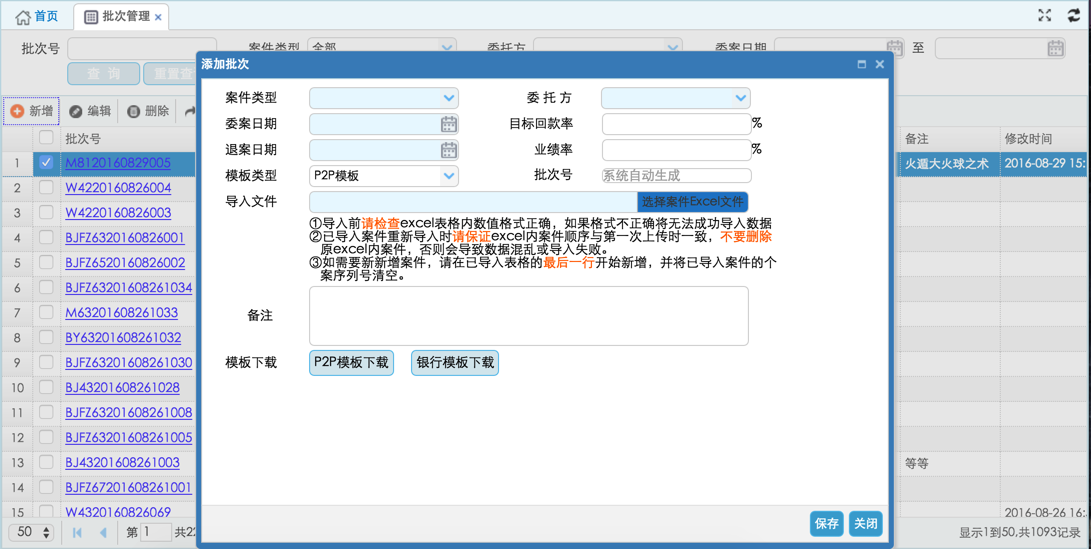 首页 批次管理 ×
批次号 案件类型 全部 委托方 委案日期 至
查 询 重置查
新增 编辑 删除
批次号 备注 修改时间
添加批次
案件类型 委 托 方
委案日期 目标回款率 %
退案日期 业绩率 %
模板类型 P2P模板 批次号 系统自动生成
导入文件 选择案件Excel文件
①导入前请检查excel表格内数值格式正确，如果格式不正确将无法成功导入数据
②已导入案件重新导入时请保证excel内案件顺序与第一次上传时一致，不要删除
原excel内案件，否则会导致数据混乱或导入失败。
③如需要新新增案件，请在已导入表格的最后一行开始新增，并将已导入案件的个
案序列号清空。
备注
模板下载 P2P模板下载 银行模板下载
保存 关闭
1 M8120160829005 火遁大火球之术 2016-08-29 15:
2 W4220160826004
3 W4220160826003
4 BJFZ6320160826001
5 BJFZ6520160826002
6 BJFZ63201608261034
7 M63201608261033
8 BY63201608261032
9 BJFZ63201608261030
10 BJ43201608261028
11 BJFZ63201608261008
12 BJFZ63201608261005
13 BJ43201608261003 等等
14 BJFZ67201608261001
15 W4320160826069 2016-08-26 16:
50 第 1 共22 显示1到50,共1093记录